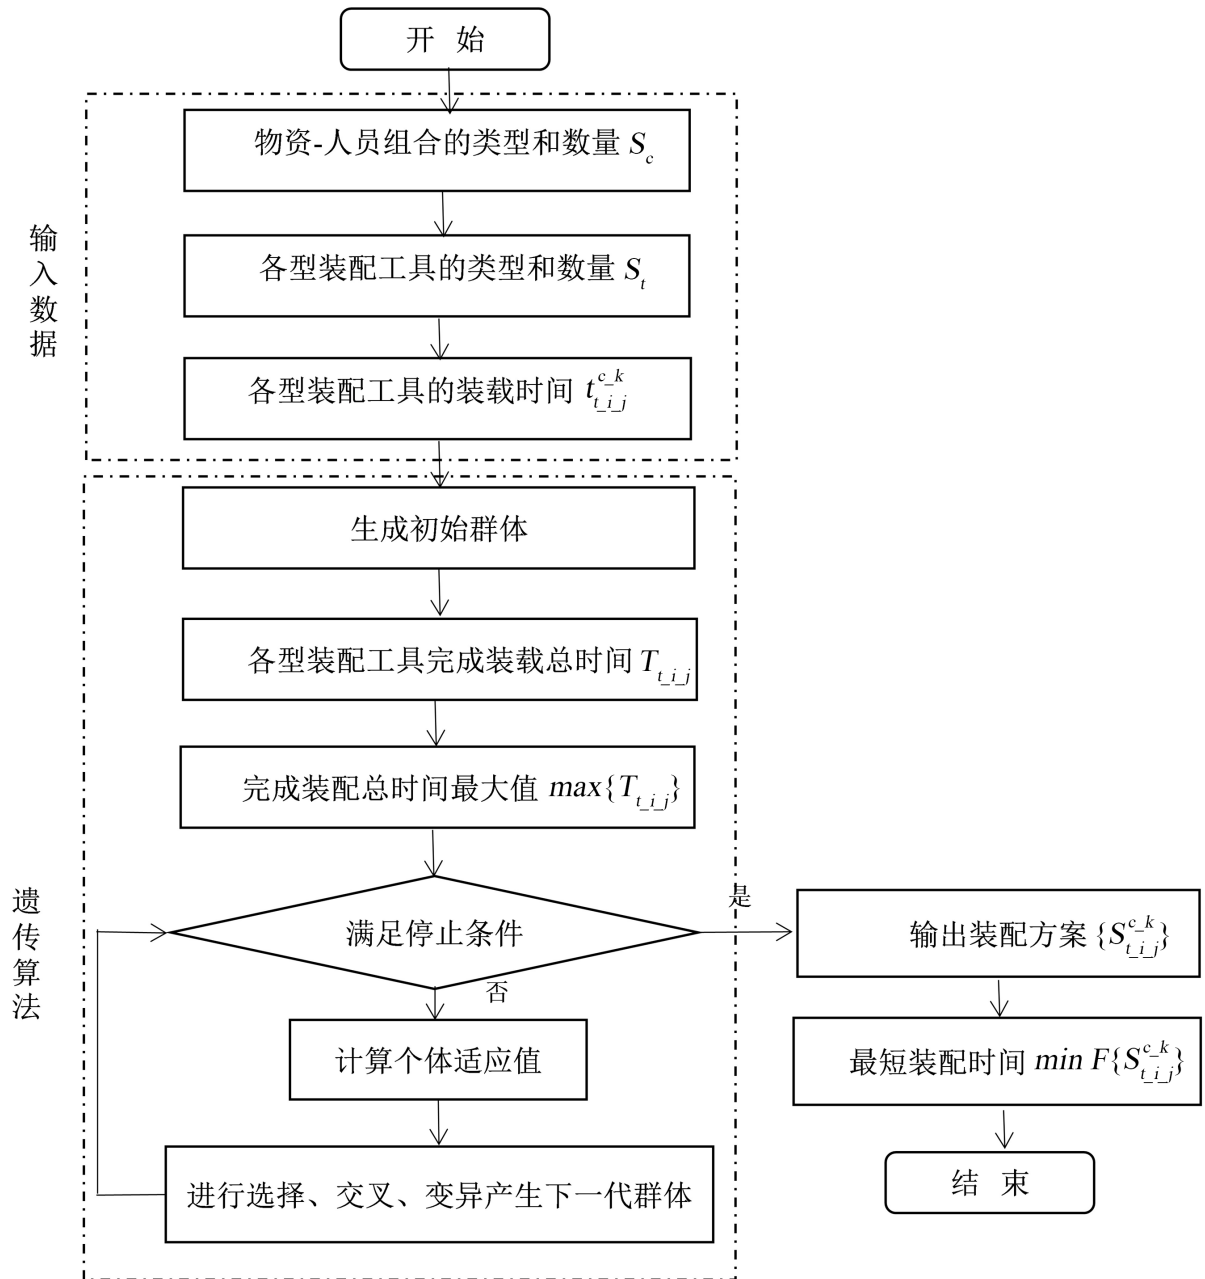 开 始
输入数据
物资-人员组合的类型和数量 S_c
各型装配工具的类型和数量 S_t
各型装配工具的装载时间 t_{t_i_j}^{c_k}
遗传算法
生成初始群体
各型装配工具完成装载总时间 T_{t_i_j}
完成装配总时间最大值 max{T_{t_i_j}}
满足停止条件
是
否
计算个体适应值
进行选择、交叉、变异产生下一代群体
输出装配方案 {S_{t_i_j}^{c_k}}
最短装配时间 min F{S_{t_i_j}^{c_k}}
结 束